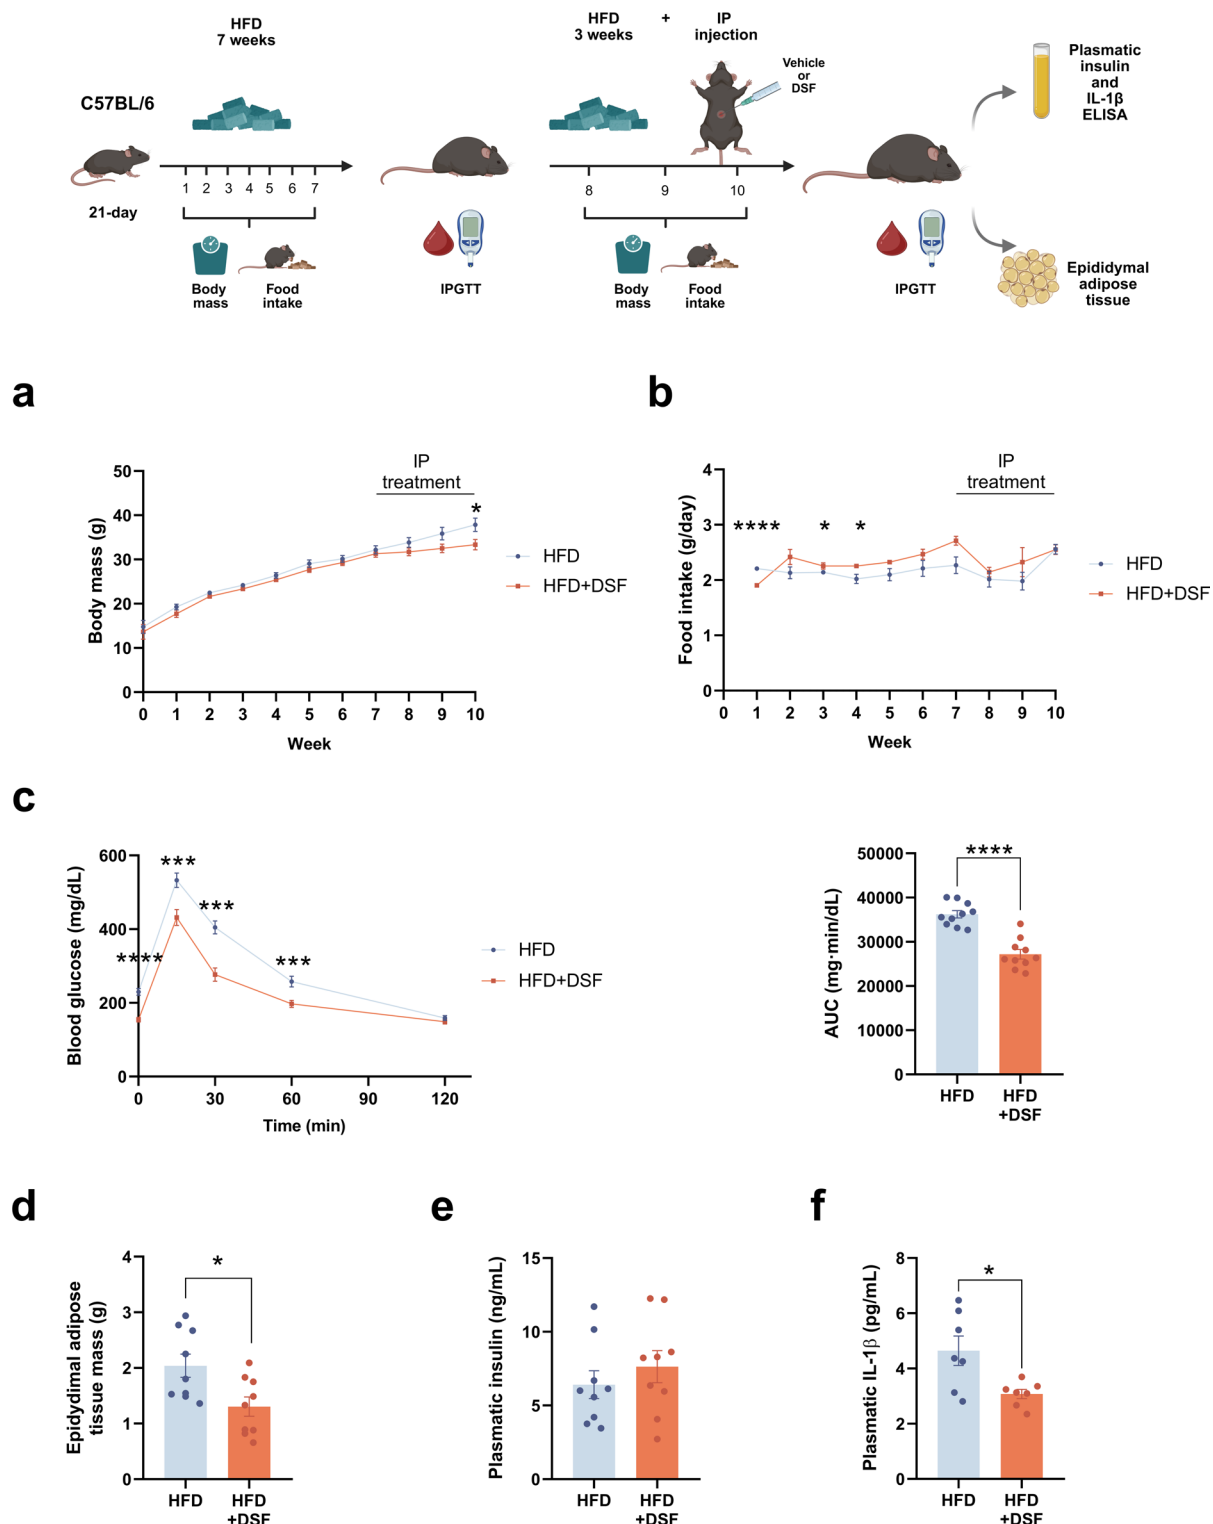 HFD
7 weeks
HFD + IP
3 weeks injection
Vehicle
or
DSF
C57BL/6
Plasmatic
insulin
and
IL-1β
ELISA
1 2 3 4 5 6 7
8 9 10
21-day
Body
mass
Food
intake
IPGTT
Body
mass
Food
intake
IPGTT
Epididymal
adipose
tissue
a
IP
treatment
*
Body mass (g)
50
40
30
20
10
0
0 1 2 3 4 5 6 7 8 9 10
Week
HFD
HFD+DSF
b
IP
treatment
**** * *
Food intake (g/day)
4
3
2
1
0
0 1 2 3 4 5 6 7 8 9 10
Week
HFD
HFD+DSF
c
Blood glucose (mg/dL)
600
400
200
0
****
***
***
***
0 30 60 90 120
Time (min)
HFD
HFD+DSF
AUC (mg·min/dL)
50000
40000
30000
20000
10000
0
****
HFD HFD
+DSF
d
Epidydimal adipose
tissue mass (g)
4
3
2
1
0
*
HFD HFD
+DSF
e
Plasmatic insulin (ng/mL)
15
10
5
0
HFD HFD
+DSF
f
Plasmatic IL-1β (pg/mL)
8
6
4
2
0
*
HFD HFD
+DSF